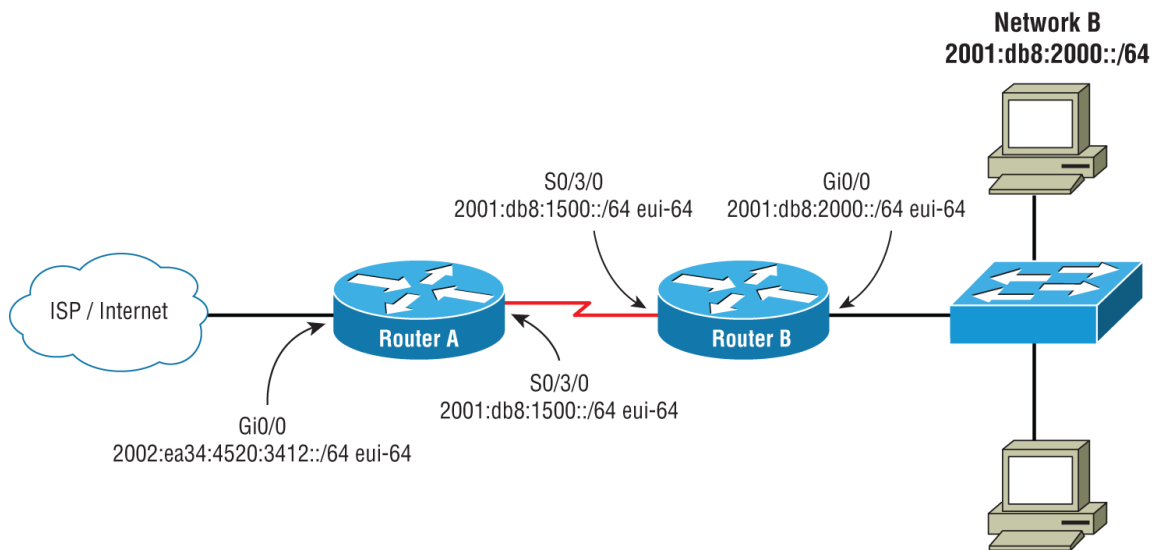 Network B
2001:db8:2000::/64
S0/3/0
2001:db8:1500::/64 eui-64
Gi0/0
2001:db8:2000::/64 eui-64
ISP / Internet
Router A
Router B
S0/3/0
2001:db8:1500::/64 eui-64
Gi0/0
2002:ea34:4520:3412::/64 eui-64